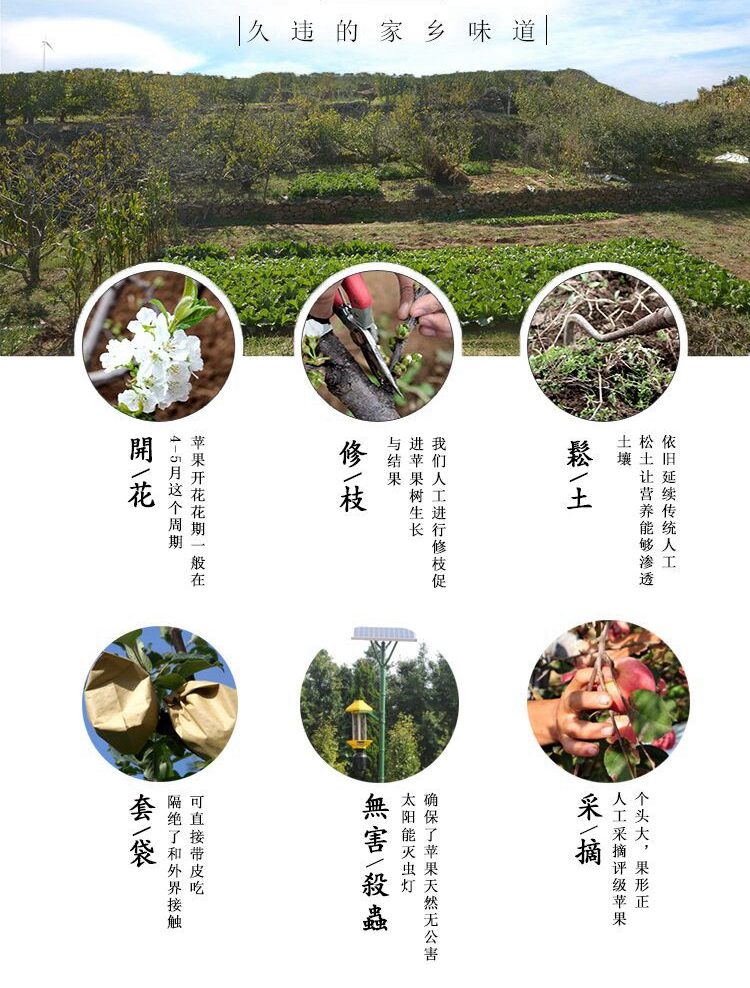 久违的家乡味道
開/花
苹果开花花期一般在
4-5月这个周期
修/枝
我们人工进行修枝促
进苹果树生长
与结果
鬆/土
依旧延续传统人工
松土让营养能够渗透
土壤
套/袋
可直接带皮吃
隔绝了和外界接触
無害/殺蟲
确保了苹果天然无公害
太阳能灭虫灯
采/摘
个头大，果形正
人工采摘评级苹果